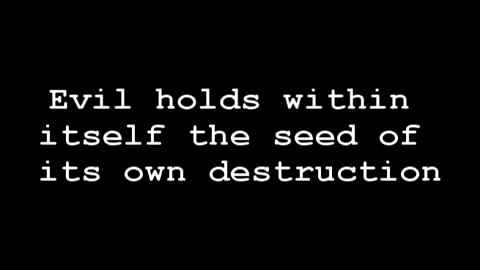 Evil holds within
itself the seed of
its own destruction